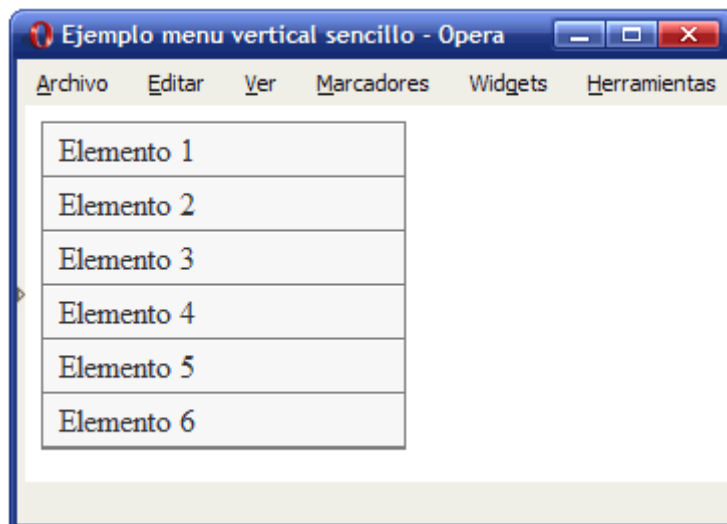 Ejemplo menu vertical sencillo - Opera
Archivo Editar Ver Marcadores Widgets Herramientas
Elemento 1
Elemento 2
Elemento 3
Elemento 4
Elemento 5
Elemento 6